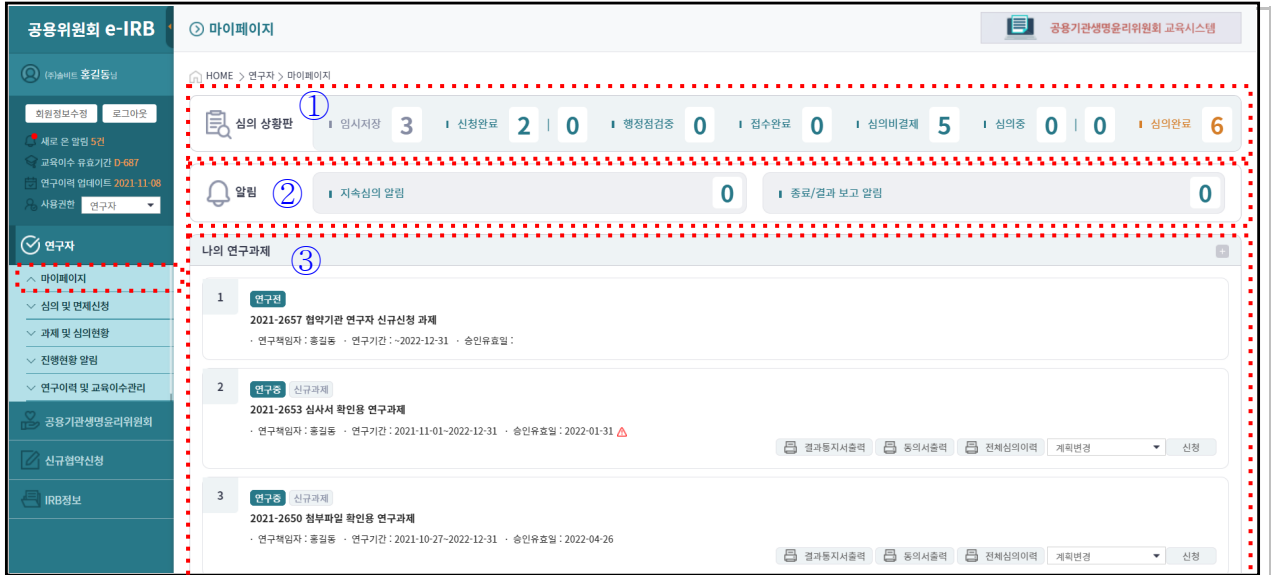 공용위원회 e-IRB
마이페이지
공용기관생명윤리위원회 교육시스템
(주)솔비트 홍길동님
회원정보수정 로그아웃
새로 온 알림 5건
교육이수 유효기간 D-687
연구이력 업데이트 2021-11-08
사용권한 연구자
연구자
마이페이지
심의 및 면제신청
과제 및 심의현황
진행현황 알림
연구이력 및 교육이수관리
공용기관생명윤리위원회
신규협약신청
IRB정보
HOME > 연구자 > 마이페이지
①
심의 상황판 임시저장 3 신청완료 2 | 0 행정점검중 0 접수완료 0 심의비결제 5 심의중 0 | 0 심의완료 6
알림 ② 지속심의 알림 0 종료/결과 보고 알림 0
나의 연구과제 ③
1 연구전
2021-2657 협약기관 연구자 신규신청 과제
· 연구책임자 : 홍길동 · 연구기간 : ~2022-12-31 · 승인유효일 :
2 연구중 신규과제
2021-2653 심사서 확인용 연구과제
· 연구책임자 : 홍길동 · 연구기간 : 2021-11-01~2022-12-31 · 승인유효일 : 2022-01-31
결과통지서출력 동의서출력 전체심의이력 계획변경 신청
3 연구중 신규과제
2021-2650 첨부파일 확인용 연구과제
· 연구책임자 : 홍길동 · 연구기간 : 2021-10-27~2022-12-31 · 승인유효일 : 2022-04-26
결과통지서출력 동의서출력 전체심의이력 계획변경 신청